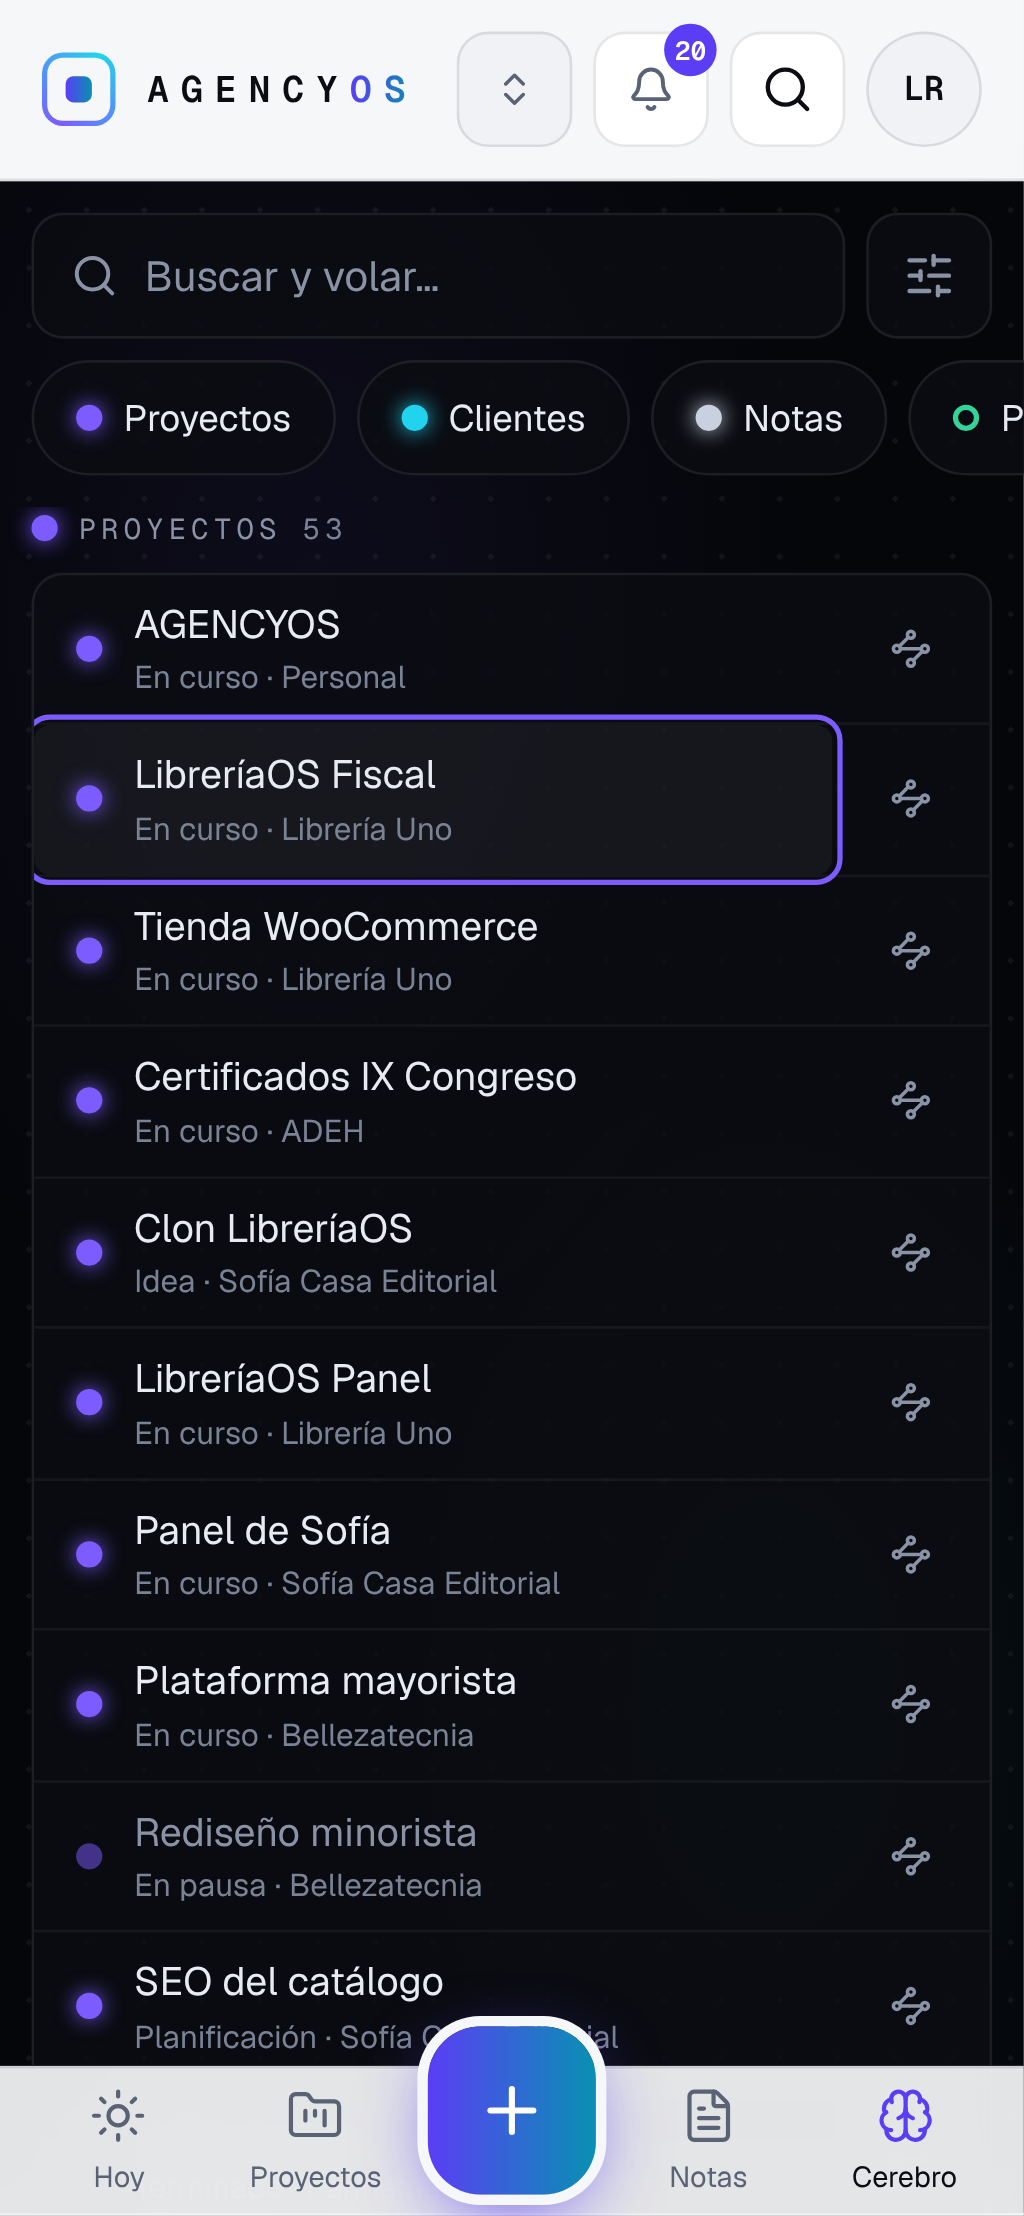 AGENCYOS
20
LR
Buscar y volar...
Proyectos
Clientes
Notas
P
PROYECTOS 53
AGENCYOS
En curso · Personal
LibreríaOS Fiscal
En curso · Librería Uno
Tienda WooCommerce
En curso · Librería Uno
Certificados IX Congreso
En curso · ADEH
Clon LibreríaOS
Idea · Sofía Casa Editorial
LibreríaOS Panel
En curso · Librería Uno
Panel de Sofía
En curso · Sofía Casa Editorial
Plataforma mayorista
En curso · Bellezatecnia
Rediseño minorista
En pausa · Bellezatecnia
SEO del catálogo
Planificación · Sofía
Hoy
Proyectos
Notas
Cerebro